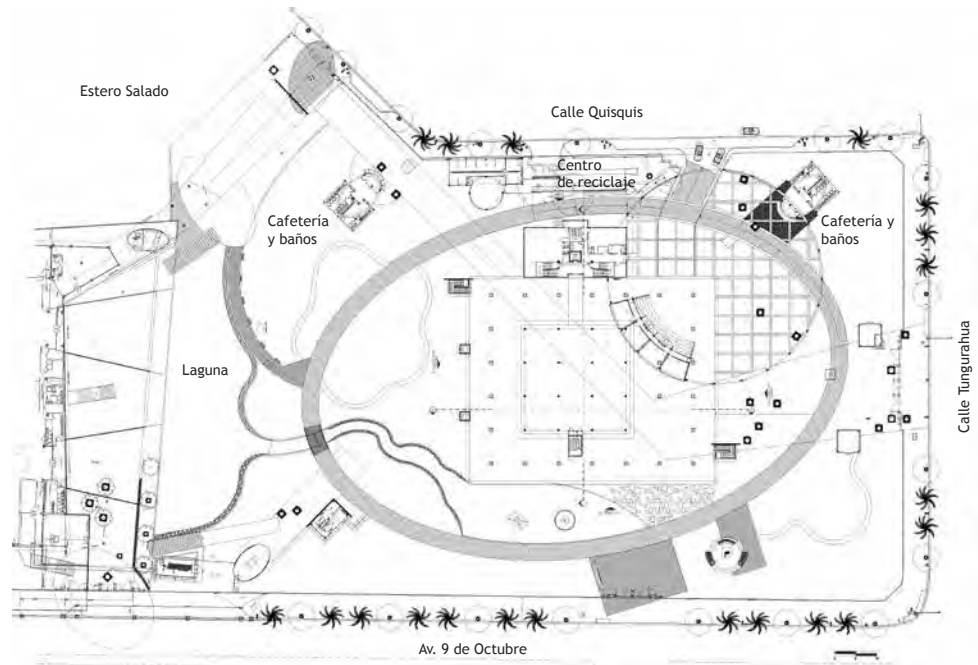 Estero Salado
Calle Quisquis
Centro
de reciclaje
Cafetería
y baños
Cafetería y
baños
Laguna
Calle Tungurahua
Av. 9 de Octubre